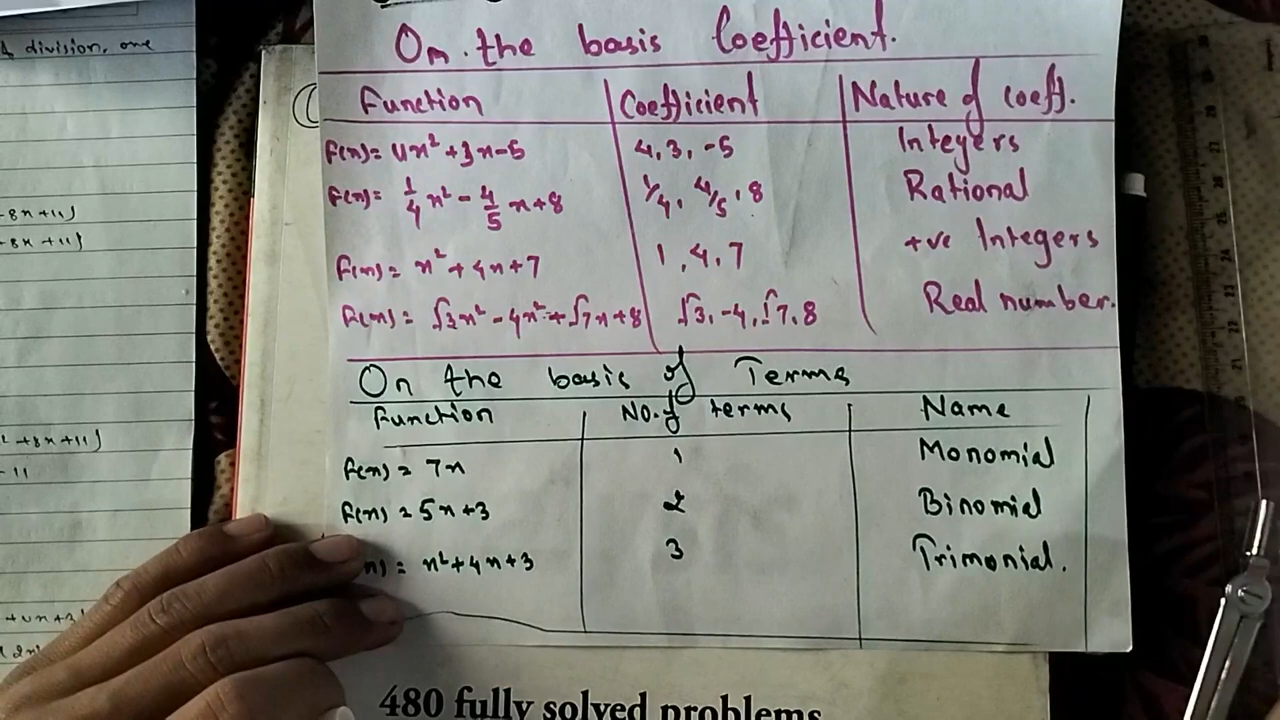 A division, one
-8x+11)
-8x+11)
+8x+11)
-11
On the basis Coefficient.
Function Coefficient Nature of coeff.
f(x) = 4x² + 3x - 5 4, 3, -5 Integers
f(x) = 1/4 x² - 4/5 x + 8 1/4, 4/5, 8 Rational
f(x) = x² + 4x + 7 1, 4, 7 +ve Integers
f(x) = √3x² - 4x² + √7x + 8 √3, -4, √7, 8 Real number.
On the basis of Terms
Function No. of terms Name
f(x) = 7x 1 Monomial
f(x) = 5x + 3 2 Binomial
x) = x² + 4x + 3 3 Trimonial.
480 fully solved problems